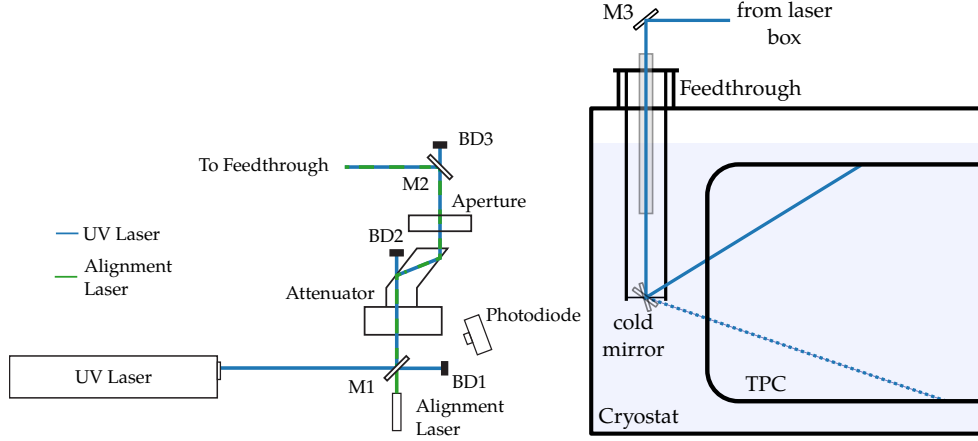 BD3
To Feedthrough
M2
Aperture
UV Laser
BD2
Alignment
Laser
Attenuator
Photodiode
UV Laser
M1
BD1
Alignment
Laser
M3
from laser
box
Feedthrough
cold
mirror
TPC
Cryostat